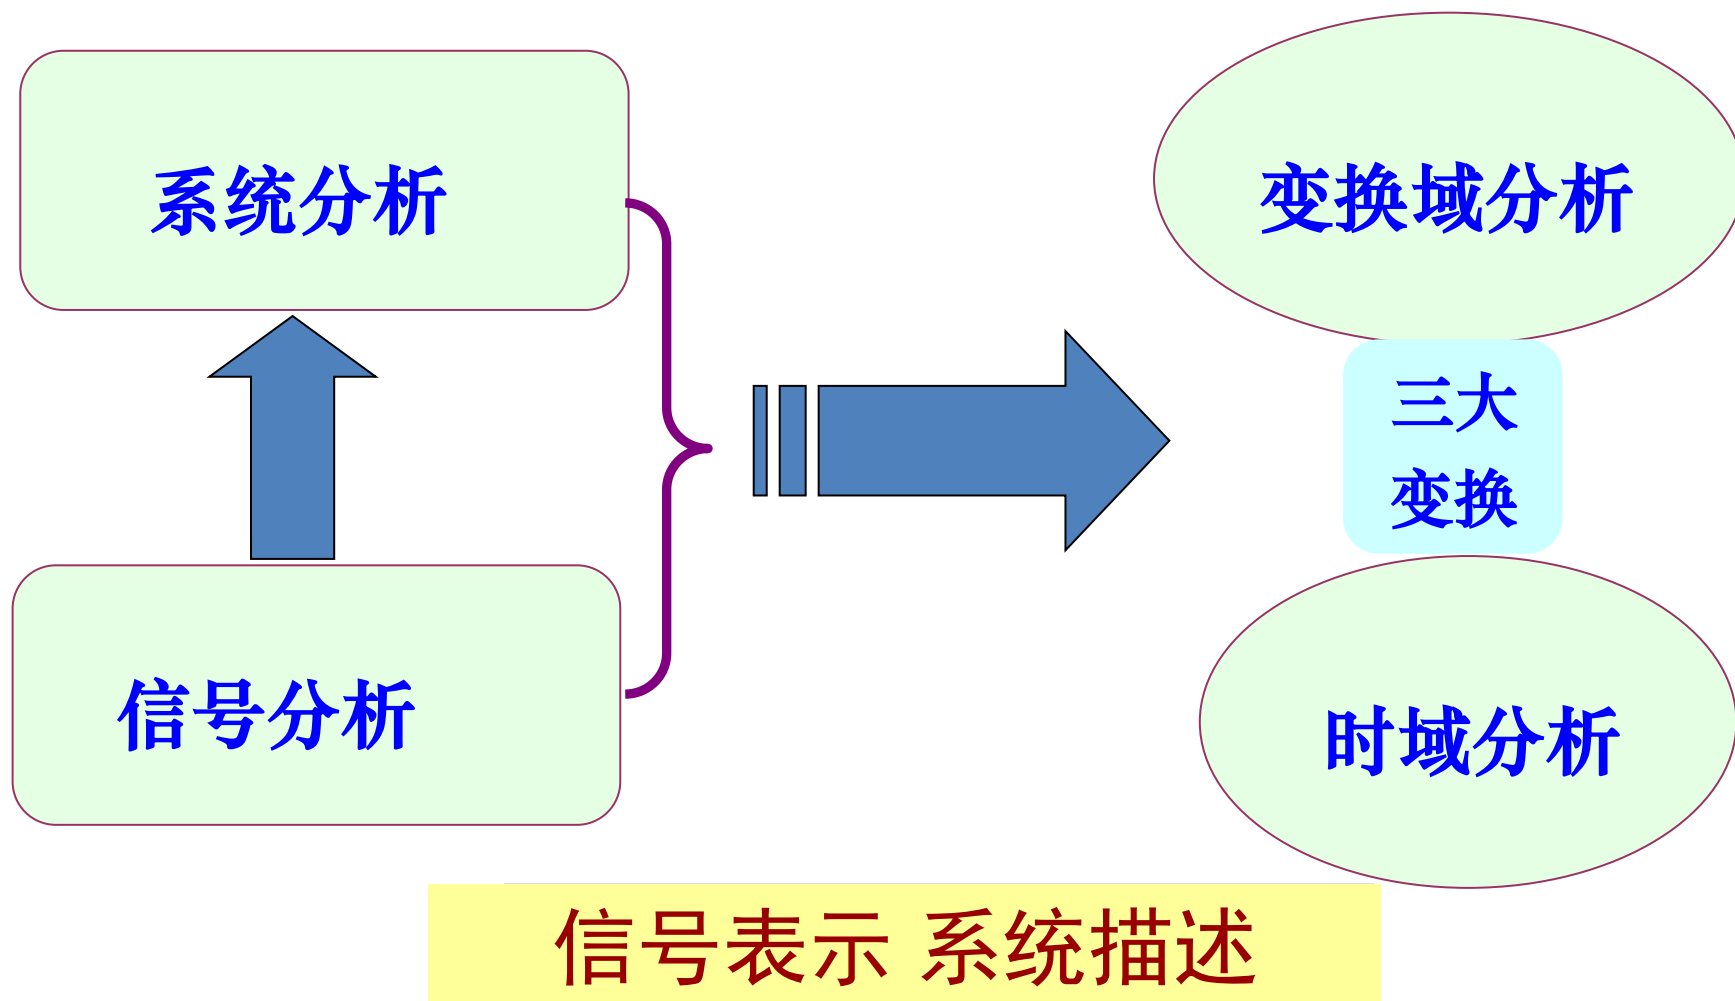 系统分析
信号分析
变换域分析
三大
变换
时域分析
信号表示 系统描述